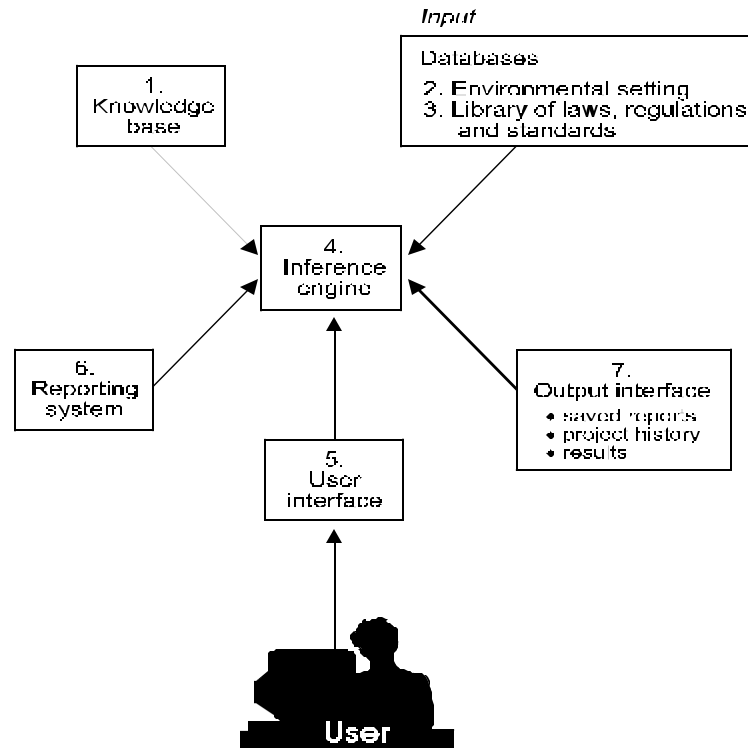 Input
Databases
2. Environmental setting
3. Library of laws, regulations
and standards
1.
Knowledge
base
4.
Inference
engine
6.
Reporting
system
7.
Output interface
• saved reports
• project history
• results
5.
User
interface
User